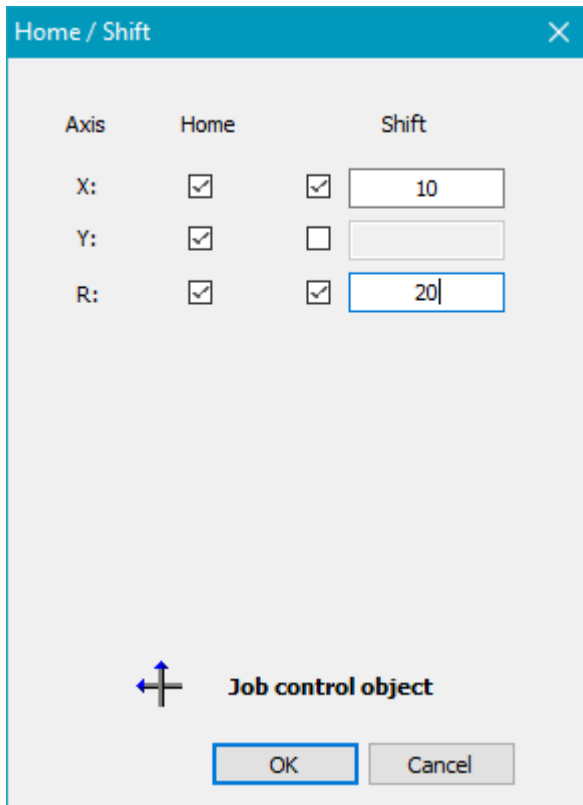 Home / Shift
Axis Home Shift
X: 10
Y:
R: 20
Job control object
OK Cancel